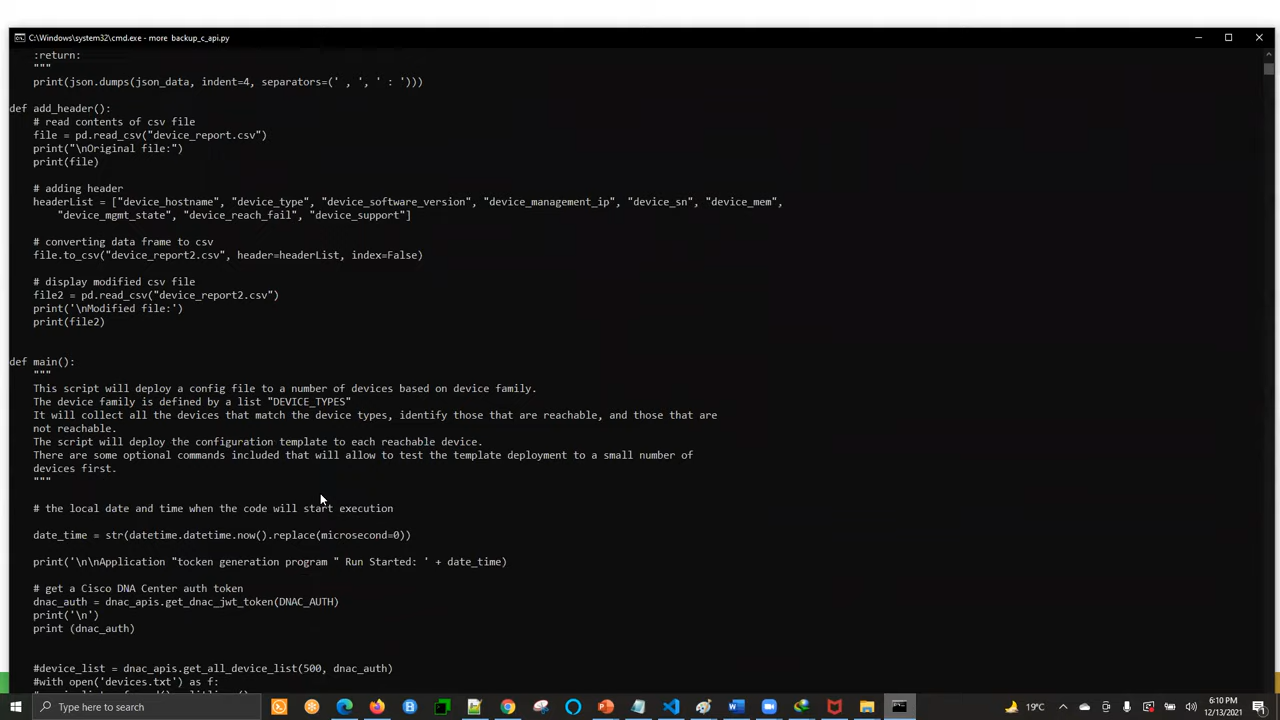 C:\Windows\system32\cmd.exe - more backup_c_api.py
:return:
"""
print(json.dumps(json_data, indent=4, separators=(' , ', ' : ')))
def add_header():
# read contents of csv file
file = pd.read_csv("device_report.csv")
print("\nOriginal file:")
print(file)
# adding header
headerList = ["device_hostname", "device_type", "device_software_version", "device_management_ip", "device_sn", "device_mem",
"device_mgmt_state", "device_reach_fail", "device_support"]
# converting data frame to csv
file.to_csv("device_report2.csv", header=headerList, index=False)
# display modified csv file
file2 = pd.read_csv("device_report2.csv")
print('\nModified file:')
print(file2)
def main():
"""
This script will deploy a config file to a number of devices based on device family.
The device family is defined by a list "DEVICE_TYPES"
It will collect all the devices that match the device types, identify those that are reachable, and those that are
not reachable.
The script will deploy the configuration template to each reachable device.
There are some optional commands included that will allow to test the template deployment to a small number of
devices first.
"""
# the local date and time when the code will start execution
date_time = str(datetime.datetime.now().replace(microsecond=0))
print('\n\nApplication "tocken generation program " Run Started: ' + date_time)
# get a Cisco DNA Center auth token
dnac_auth = dnac_apis.get_dnac_jwt_token(DNAC_AUTH)
print('\n')
print (dnac_auth)
#device_list = dnac_apis.get_all_device_list(500, dnac_auth)
#with open('devices.txt') as f:
Type here to search
19°C
6:10 PM
12/13/2021